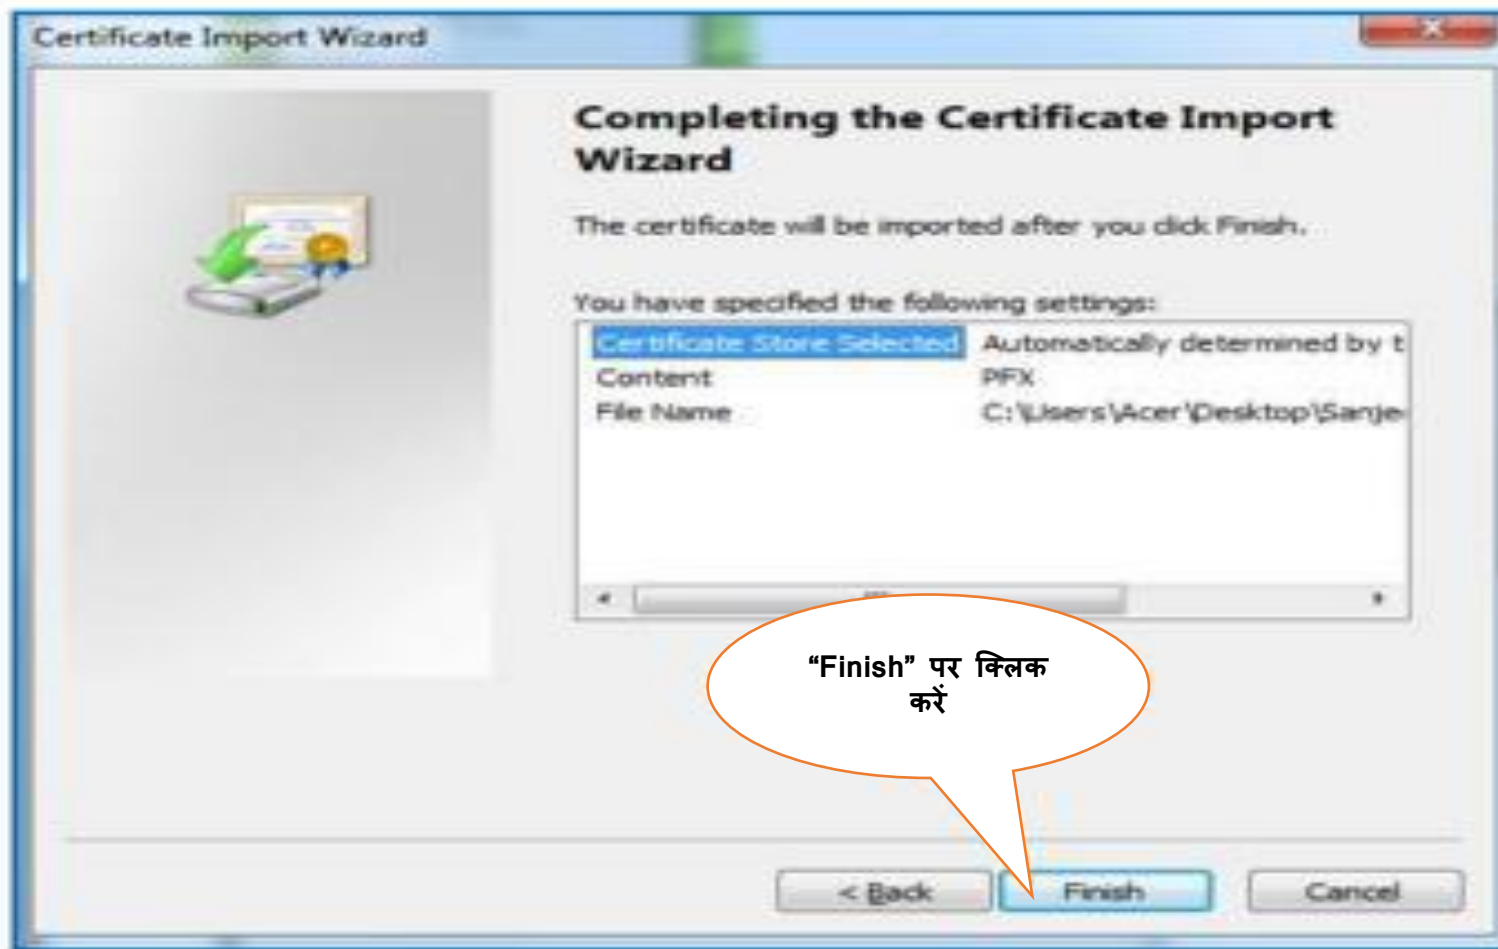 Certificate Import Wizard
Completing the Certificate Import
Wizard
The certificate will be imported after you click Finish.
You have specified the following settings:
Certificate Store Selected Automatically determined by t
Content PFX
File Name C:\Users\Acer\Desktop\Sanje
“Finish” पर क्लिक
करें
< Back Finish Cancel